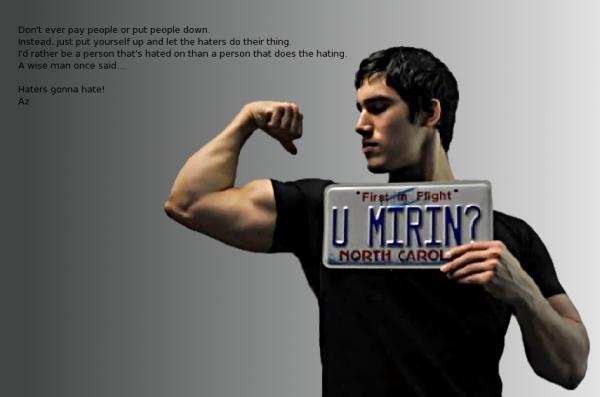 Don't ever pay people or put people down.
Instead, just put yourself up and let the haters do their thing.
I'd rather be a person that's hated on than a person that does the hating.
A wise man once said...
Haters gonna hate!
Az
First in Flight
U MIRIN?
NORTH CAROL